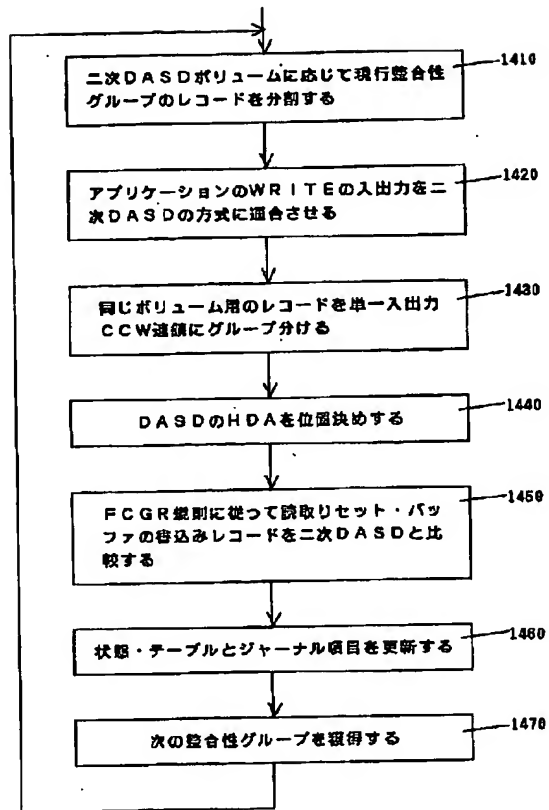 二次DASDボリュームに応じて現行整合性
グループのレコードを分割する
1410
アプリケーションのWRITEの入出力を二
次DASDの方式に適合させる
1420
同じボリューム用のレコードを単一入出力
CCW連鎖にグループ分ける
1430
DASDのHDAを位置決めする
1440
FCGR規則に従って読取りセット・バッ
ファの書込みレコードを二次DASDと比
較する
1450
状態・テーブルとジャーナル項目を更新する
1460
次の整合性グループを獲得する
1470